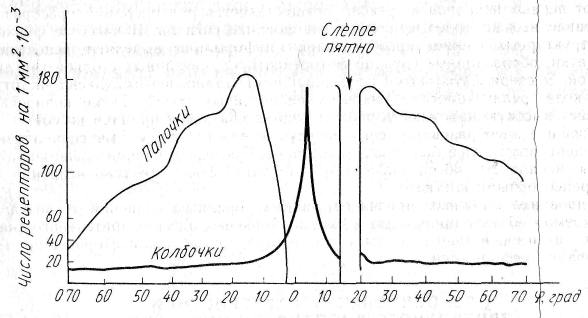 Слепое
пятно
Число рецепторов на 1 мм²·10⁻³
180
100
60
40
20
Палочки
Колбочки
0 70 60 50 40 30 20 10 0 10 20 30 40 50 60 70 φ, град